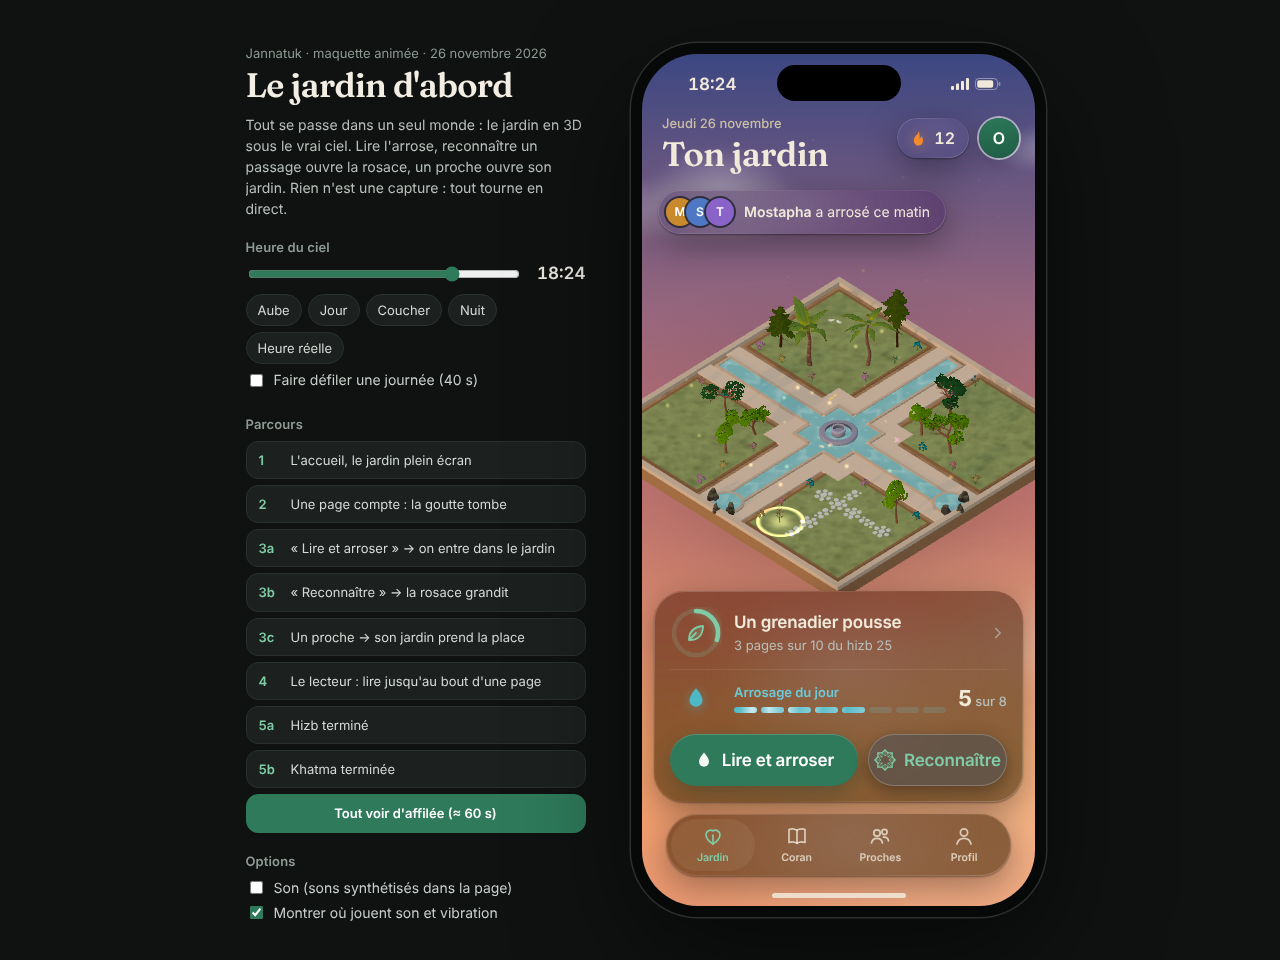 Jannatuk · maquette animée · 26 novembre 2026
Le jardin d'abord
Tout se passe dans un seul monde : le jardin en 3D
sous le vrai ciel. Lire l'arrose, reconnaître un
passage ouvre la rosace, un proche ouvre son
jardin. Rien n'est une capture : tout tourne en
direct.
Heure du ciel
18:24
Aube
Jour
Coucher
Nuit
Heure réelle
Faire défiler une journée (40 s)
Parcours
1 L'accueil, le jardin plein écran
2 Une page compte : la goutte tombe
3a « Lire et arroser » → on entre dans le jardin
3b « Reconnaître » → la rosace grandit
3c Un proche → son jardin prend la place
4 Le lecteur : lire jusqu'au bout d'une page
5a Hizb terminé
5b Khatma terminée
Tout voir d'affilée (≈ 60 s)
Options
Son (sons synthétisés dans la page)
Montrer où jouent son et vibration
18:24
Jeudi 26 novembre
Ton jardin
12
O
M S T
Mostapha a arrosé ce matin
Un grenadier pousse
3 pages sur 10 du hizb 25
Arrosage du jour
5 sur 8
Lire et arroser
Reconnaître
Jardin
Coran
Proches
Profil